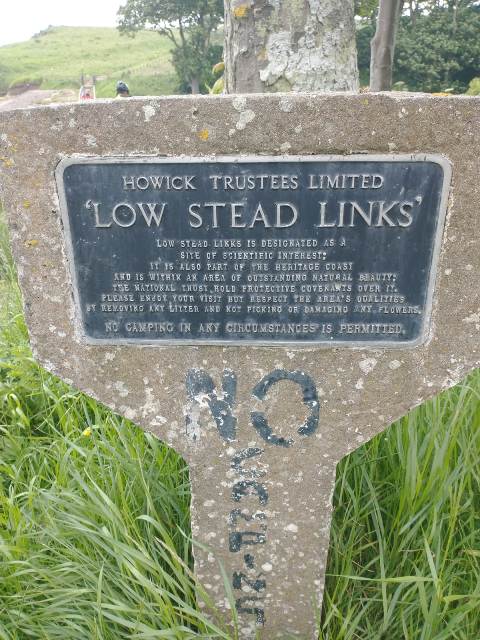 HOWICK TRUSTEES LIMITED
'LOW STEAD LINKS'
LOW STEAD LINKS IS DESIGNATED AS A
SITE OF SCIENTIFIC INTEREST;
IT IS ALSO PART OF THE HERITAGE COAST
AND IS WITHIN AN AREA OF OUTSTANDING NATURAL BEAUTY;
THE NATIONAL TRUST HOLD PROTECTIVE COVENANTS OVER IT.
PLEASE ENJOY YOUR VISIT BUT RESPECT THE AREA'S QUALITIES
BY REMOVING ANY LITTER AND NOT PICKING OR DAMAGING ANY FLOWERS.
NO CAMPING IN ANY CIRCUMSTANCES IS PERMITTED.
NO